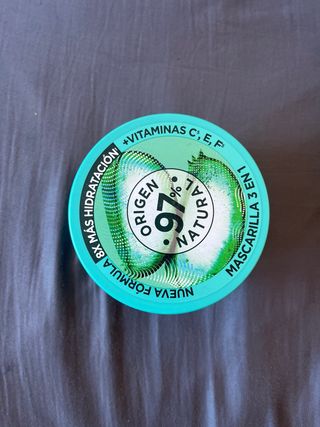 +VITAMINAS C*, E, F
NUEVA FÓRMULA 8X MÁS HIDRATACIÓN
MASCARILLA 3 EN 1
ORIGEN
97%
NATURAL